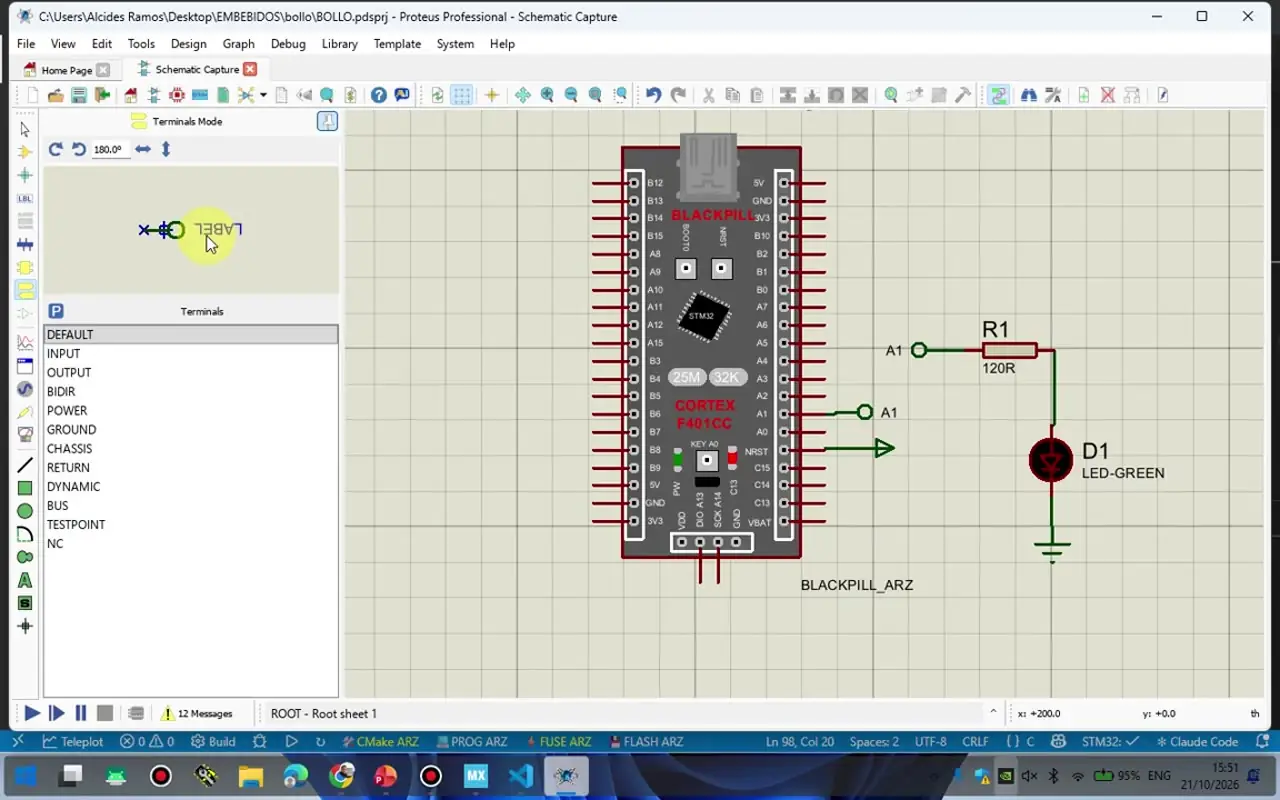 C:\Users\Alcides Ramos\Desktop\EMBEBIDOS\bollo\BOLLO.pdsprj - Proteus Professional - Schematic Capture
File View Edit Tools Design Graph Debug Library Template System Help
Home Page Schematic Capture
Terminals Mode
180.0°
LBL
LABEL
P Terminals
DEFAULT
INPUT
OUTPUT
BIDIR
POWER
GROUND
CHASSIS
RETURN
DYNAMIC
BUS
TESTPOINT
NC
B12 5V
B13 GND
B14 3V3
BLACKPILL
B15 B10
BOOT0 NRST
A8 B2
A9 B1
A10 B0
A11 A7
STM32
A12 A6
A15 A5
B3 A4
25M 32K
B4 A3
B5 A2
CORTEX
B6 A1
F401CC
B7 A0
KEY A0
B8 NRST
B9 C15
5V C14
PW C13
GND C13
3V3 VBAT
VDD DIO A13 SCK A14 GND
BLACKPILL_ARZ
A1
A1
R1
120R
D1
LED-GREEN
12 Messages ROOT - Root sheet 1 x: +200.0 y: +0.0 th
Teleplot 0 0 Build CMake ARZ PROG ARZ FUSE ARZ FLASH ARZ Ln 98, Col 20 Spaces: 2 UTF-8 CRLF { } C STM32: Claude Code
MX 95% ENG 15:51
21/10/2026